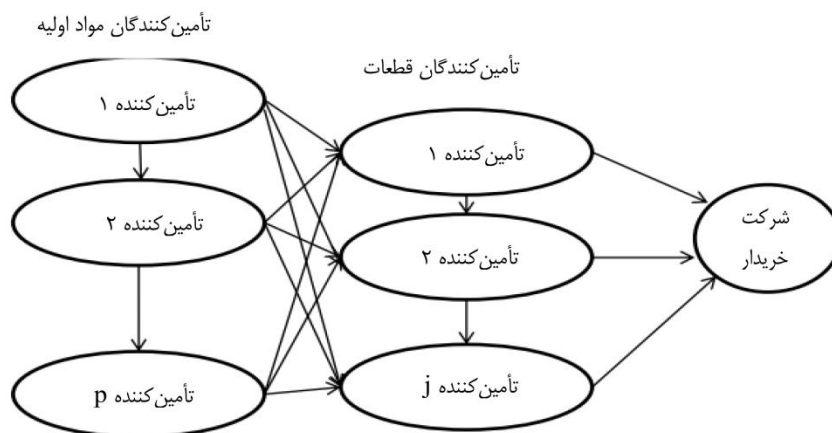 تأمین‌کنندگان مواد اولیه
تأمین‌کنندگان قطعات
تأمین‌کننده ۱
تأمین‌کننده ۱
تأمین‌کننده ۲
تأمین‌کننده ۲
شرکت
خریدار
تأمین‌کننده p
تأمین‌کننده j